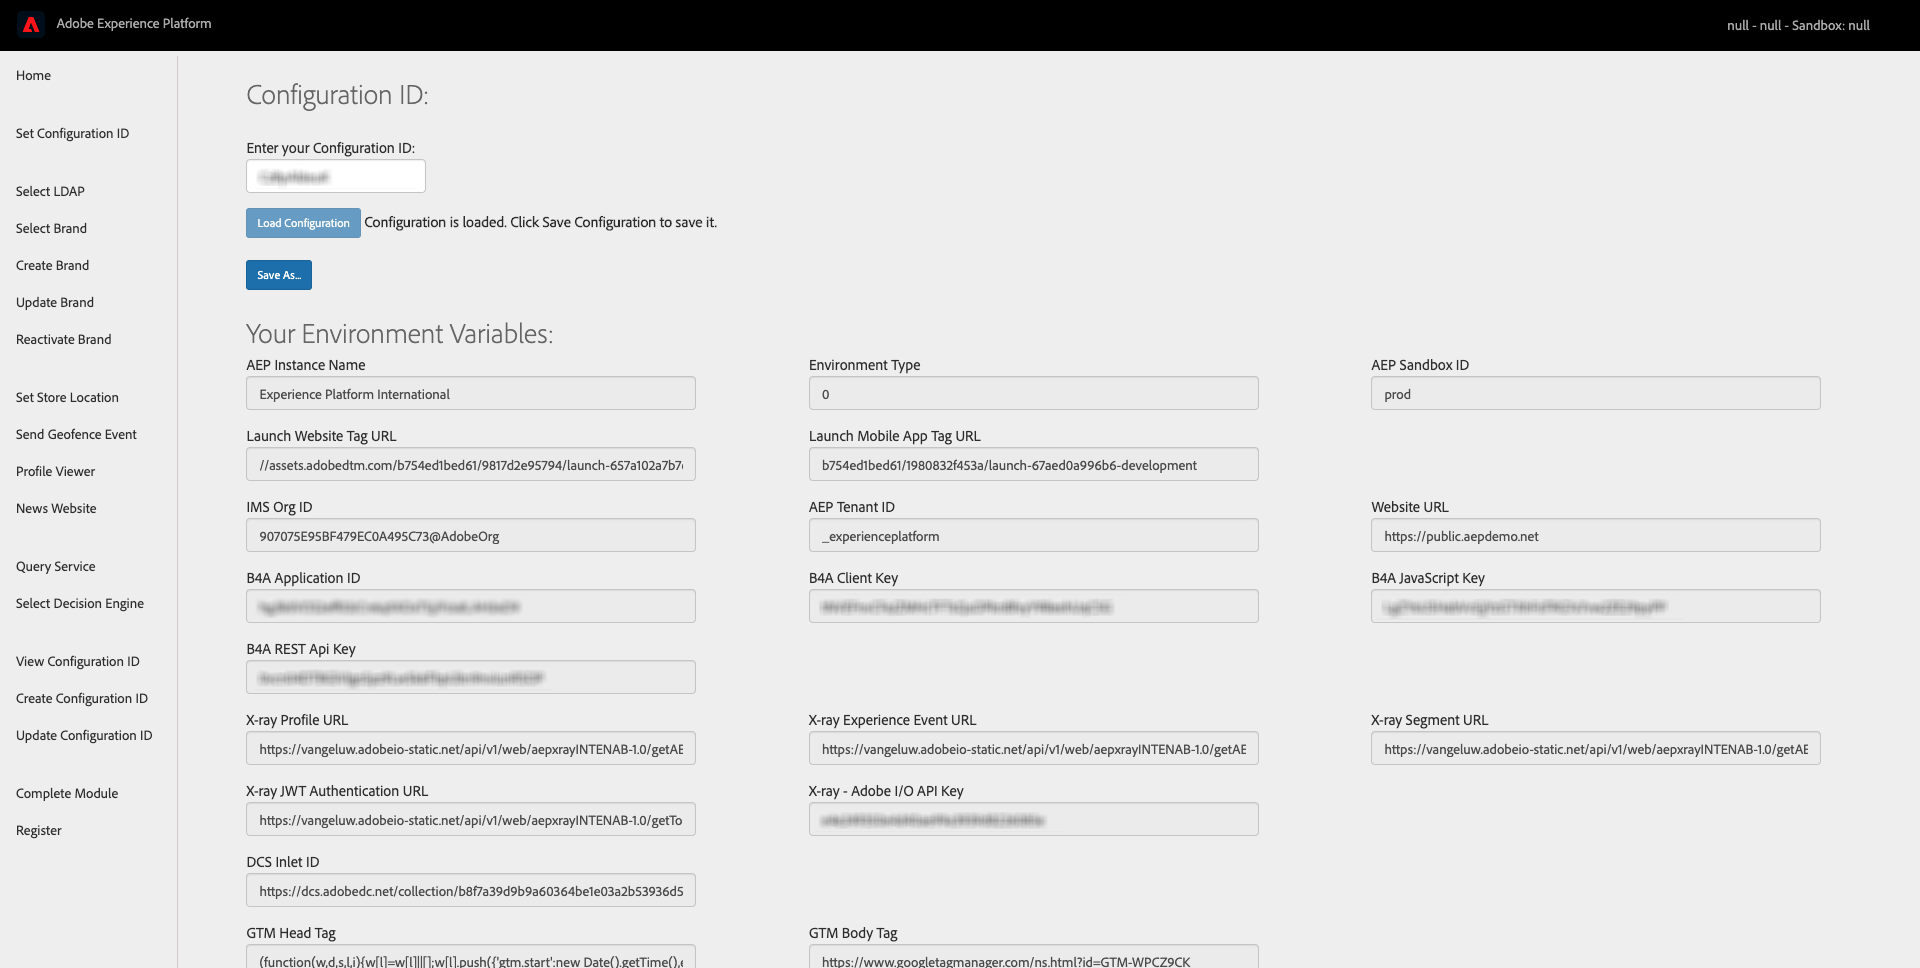 Adobe Experience Platform
null - null - Sandbox: null
Home
Set Configuration ID
Select LDAP
Select Brand
Create Brand
Update Brand
Reactivate Brand
Set Store Location
Send Geofence Event
Profile Viewer
News Website
Query Service
Select Decision Engine
View Configuration ID
Create Configuration ID
Update Configuration ID
Complete Module
Register
Configuration ID:
Enter your Configuration ID:
Load Configuration Configuration is loaded. Click Save Configuration to save it.
Save As...
Your Environment Variables:
AEP Instance Name
Experience Platform International
Environment Type
0
AEP Sandbox ID
prod
Launch Website Tag URL
//assets.adobedtm.com/b754ed1bed61/9817d2e95794/launch-657a102a7b7
Launch Mobile App Tag URL
b754ed1bed61/1980832f453a/launch-67aed0a996b6-development
IMS Org ID
907075E95BF479EC0A495C73@AdobeOrg
AEP Tenant ID
_experienceplatform
Website URL
https://public.aepdemo.net
B4A Application ID
B4A Client Key
B4A JavaScript Key
B4A REST Api Key
X-ray Profile URL
https://vangeluw.adobeio-static.net/api/v1/web/aepxrayINTENAB-1.0/getAE
X-ray Experience Event URL
https://vangeluw.adobeio-static.net/api/v1/web/aepxrayINTENAB-1.0/getAE
X-ray Segment URL
https://vangeluw.adobeio-static.net/api/v1/web/aepxrayINTENAB-1.0/getAE
X-ray JWT Authentication URL
https://vangeluw.adobeio-static.net/api/v1/web/aepxrayINTENAB-1.0/getTo
X-ray - Adobe I/O API Key
DCS Inlet ID
https://dcs.adobedc.net/collection/b8f7a39d9b9a60364be1e03a2b53936d5
GTM Head Tag
(function(w,d,s,l,i){w[l]=w[l]||[];w[l].push({'gtm.start':new Date().getTime(),e
GTM Body Tag
https://www.googletagmanager.com/ns.html?id=GTM-WPCZ9CK